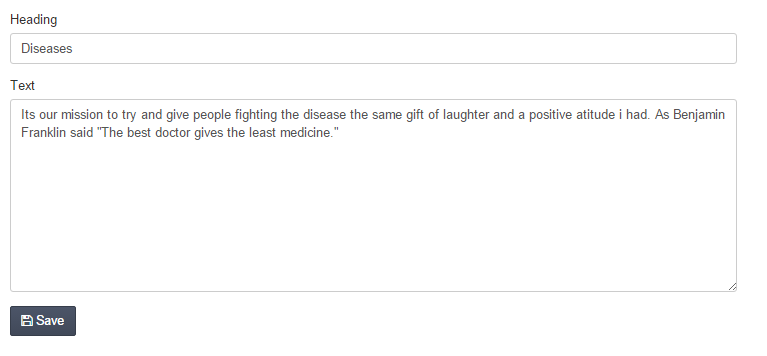 Heading
Diseases
Text
Its our mission to try and give people fighting the disease the same gift of laughter and a positive atitude i had. As Benjamin
Franklin said "The best doctor gives the least medicine."
Save